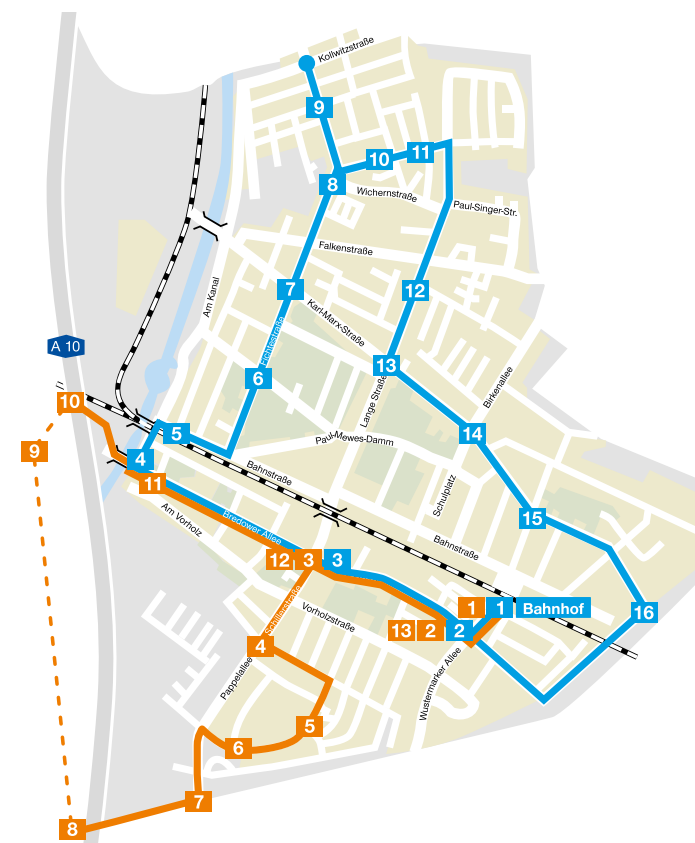 Kollwitzstraße
9
10
11
8
Wichernstraße
Paul-Singer-Str.
Falkenstraße
Am Kanal
7
12
Karl-Marx-Straße
Fichtestraße
A 10
13
6
Lange Straße
Birkenallee
10
5
Paul-Mewes-Damm
14
9
4
Bahnstraße
11
Schulplatz
Am Vorholz
Bredower Allee
15
Bahnstraße
12
3
3
Schillerstraße
Vorholzstraße
1
1
Bahnhof
16
13
2
2
4
Pappelallee
Wustermarker Allee
5
6
7
8